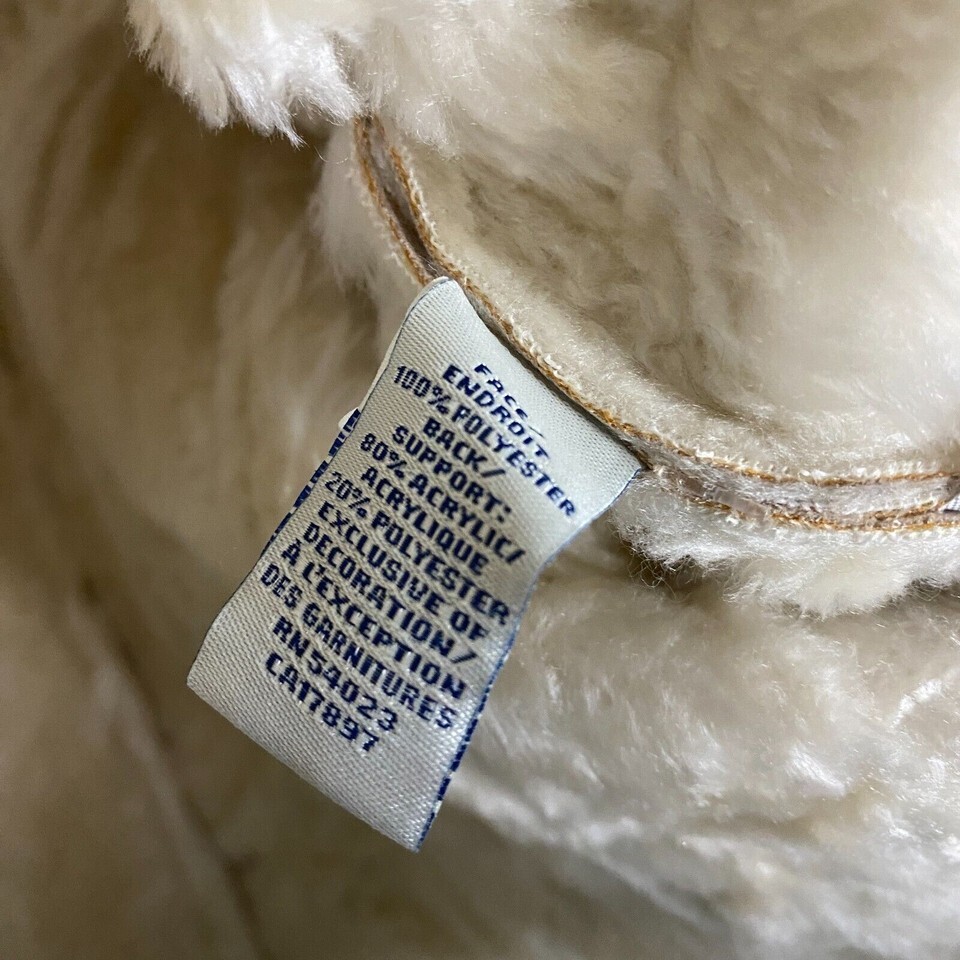 FACE/
ENDROIT
100% POLYESTER
BACK/
SUPPORT:
80% ACRYLIC/
ACRYLIQUE
20% POLYESTER
EXCLUSIVE OF
DECORATION/
À L'EXCEPTION
DES GARNITURES
RN54023
CA17897